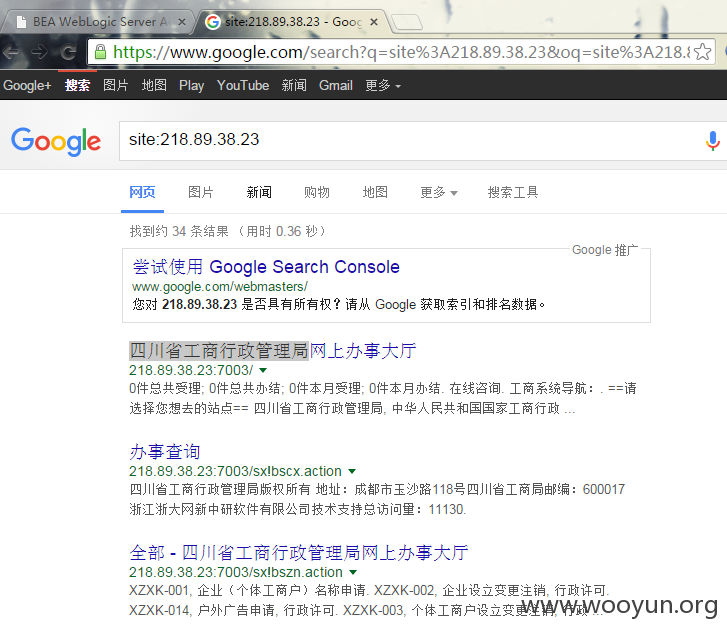 BEA WebLogic Server A
site:218.89.38.23 - Goog
https://www.google.com/search?q=site%3A218.89.38.23&oq=site%3A218.8
Google+ 搜索 图片 地图 Play YouTube 新闻 Gmail 更多
Google
site:218.89.38.23
网页 图片 新闻 购物 地图 更多 搜索工具
找到约 34 条结果 （用时 0.36 秒）
Google 推广
尝试使用 Google Search Console
www.google.com/webmasters/
您对 218.89.38.23 是否具有所有权？请从 Google 获取索引和排名数据。
四川省工商行政管理局网上办事大厅
218.89.38.23:7003/
0件总共受理; 0件总共办结; 0件本月受理; 0件本月办结. 在线咨询. 工商系统导航：. ==请
选择您想去的站点== 四川省工商行政管理局, 中华人民共和国国家工商行政 ...
办事查询
218.89.38.23:7003/sx!bscx.action
四川省工商行政管理局版权所有 地址：成都市玉沙路118号四川省工商局邮编：600017
浙江浙大网新中研软件有限公司技术支持总访问量：11130.
全部 - 四川省工商行政管理局网上办事大厅
218.89.38.23:7003/sx!bszn.action
XZXK-001, 企业（个体工商户）名称申请. XZXK-002, 企业设立变更注销, 行政许可.
XZXK-014, 户外广告申请, 行政许可. XZXK-003, 个体工商户设立变更注销, 行政 ...
www.wooyun.org